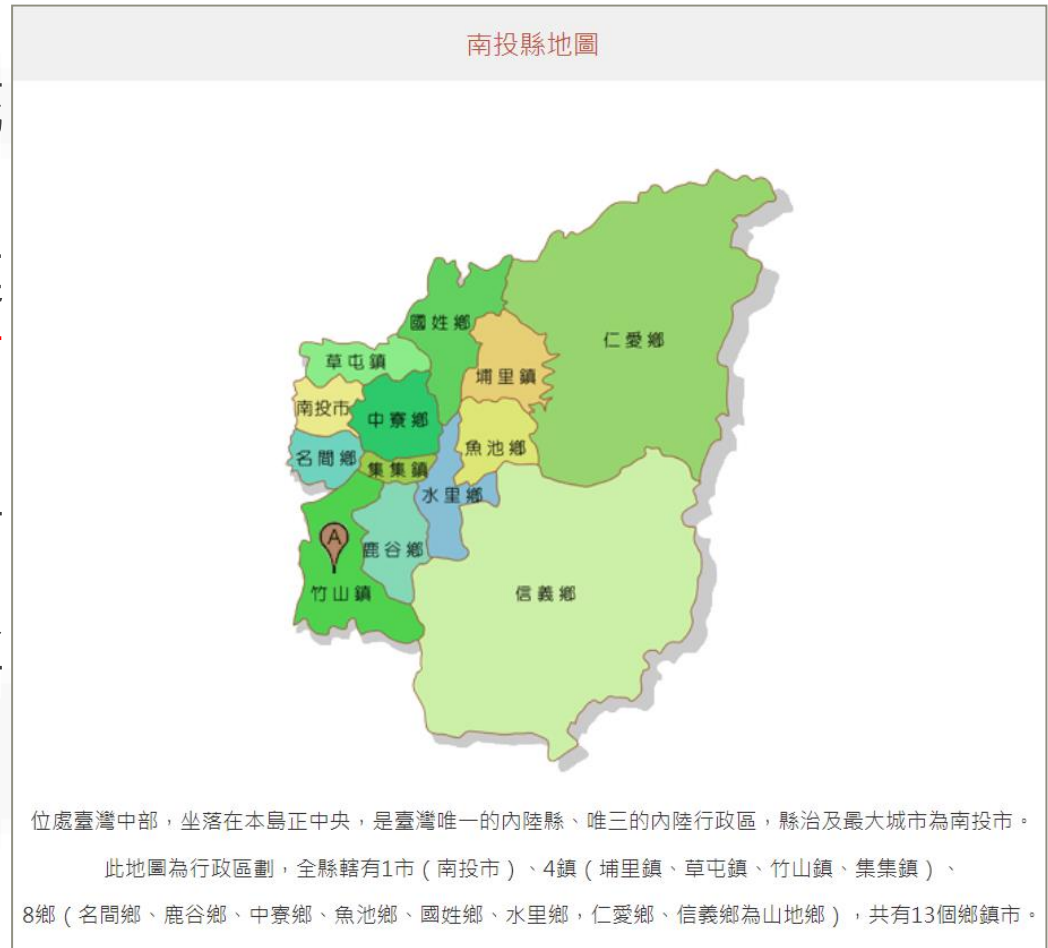 南投縣地圖
仁愛鄉
國姓鄉
草屯鎮
埔里鎮
南投市
中寮鄉
魚池鄉
名間鄉
集集鎮
水里鄉
A
鹿谷鄉
竹山鎮
信義鄉
位處臺灣中部，坐落在本島正中央，是臺灣唯一的內陸縣、唯三的內陸行政區，縣治及最大城市為南投市。
此地圖為行政區劃，全縣轄有1市（南投市）、4鎮（埔里鎮、草屯鎮、竹山鎮、集集鎮）、
8鄉（名間鄉、鹿谷鄉、中寮鄉、魚池鄉、國姓鄉、水里鄉，仁愛鄉、信義鄉為山地鄉），共有13個鄉鎮市。